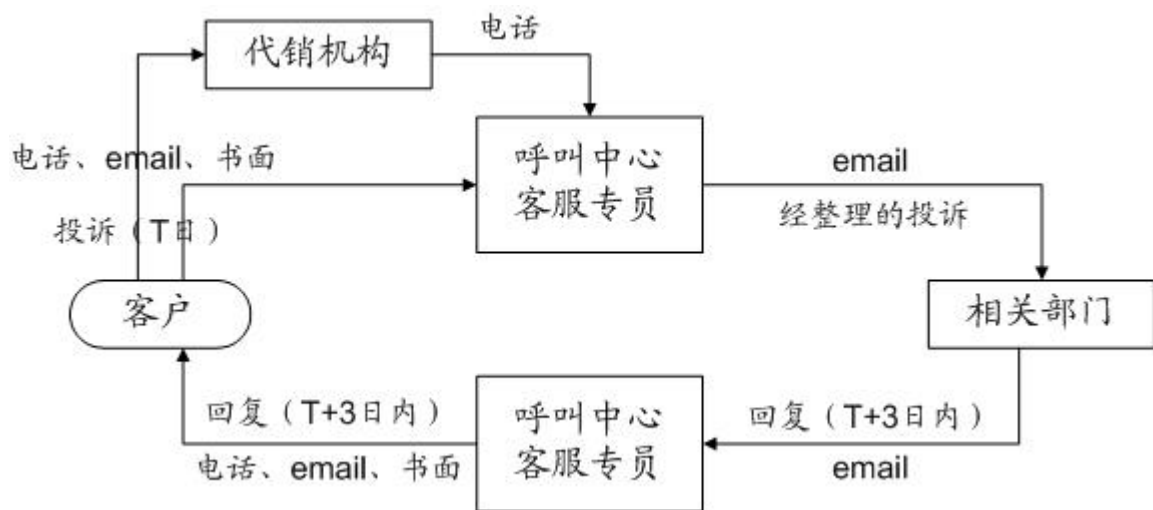 代销机构
电话
呼叫中心
客服专员
电话、email、书面
email
经整理的投诉
投诉（T日）
客户
相关部门
呼叫中心
客服专员
回复（T+3日内）
电话、email、书面
回复（T+3日内）
email